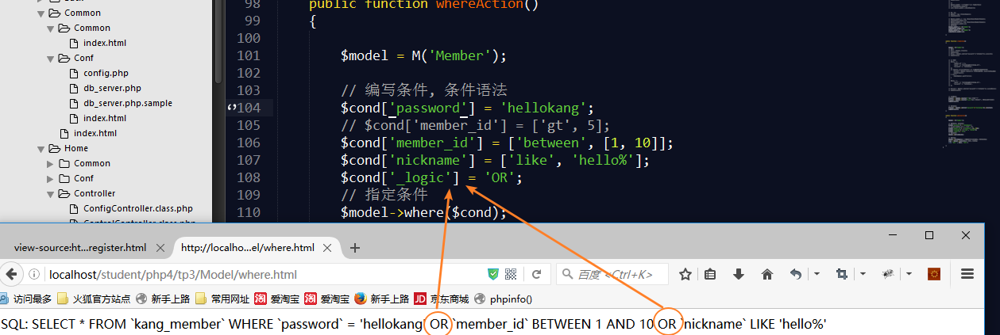 Common
Common
index.html
Conf
config.php
db_server.php
db_server.php.sample
index.html
index.html
Home
Common
Conf
Controller
ConfigController.class.php
98 public function whereAction()
99 {
100
101 $model = M('Member');
102
103 // 编写条件, 条件语法
104 $cond['password'] = 'hellokang';
105 // $cond['member_id'] = ['gt', 5];
106 $cond['member_id'] = ['between', [1, 10]];
107 $cond['nickname'] = ['like', 'hello%'];
108 $cond['_logic'] = 'OR';
109 // 指定条件
110 $model->where($cond);
view-source:ht...register.html
http://localho...el/where.html
localhost/student/php4/tp3/Model/where.html
百度 <Ctrl+K>
访问最多 火狐官方站点 新手上路 常用网址 淘 爱淘宝 淘 爱淘宝 新手上路 JD 京东商城 phpinfo()
SQL: SELECT * FROM `kang_member` WHERE `password` = 'hellokang' OR `member_id` BETWEEN 1 AND 10 OR `nickname` LIKE 'hello%'